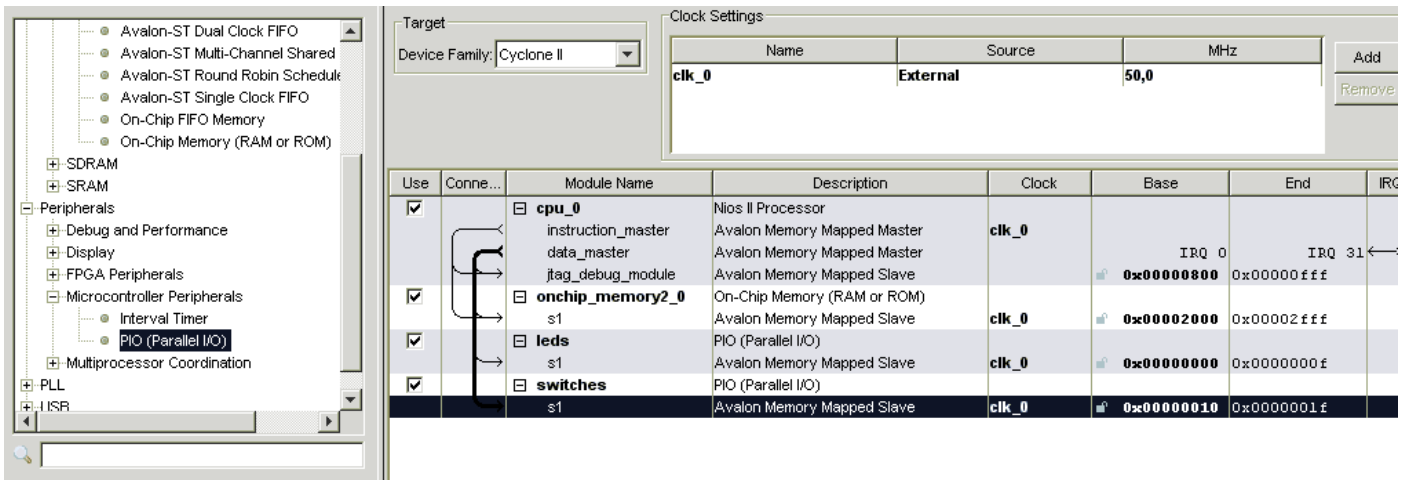 Avalon-ST Dual Clock FIFO
Avalon-ST Multi-Channel Shared
Avalon-ST Round Robin Schedule
Avalon-ST Single Clock FIFO
On-Chip FIFO Memory
On-Chip Memory (RAM or ROM)
SDRAM
SRAM
Peripherals
Debug and Performance
Display
FPGA Peripherals
Microcontroller Peripherals
Interval Timer
PIO (Parallel I/O)
Multiprocessor Coordination
PLL
USB
Target
Device Family: Cyclone II
Clock Settings
Name Source MHz
clk_0 External 50,0
Add
Remove
Use Conne... Module Name Description Clock Base End IRQ
cpu_0 Nios II Processor
instruction_master Avalon Memory Mapped Master clk_0
data_master Avalon Memory Mapped Master IRQ 0 IRQ 31
jtag_debug_module Avalon Memory Mapped Slave 0x00000800 0x00000fff
onchip_memory2_0 On-Chip Memory (RAM or ROM)
s1 Avalon Memory Mapped Slave clk_0 0x00002000 0x00002fff
leds PIO (Parallel I/O)
s1 Avalon Memory Mapped Slave clk_0 0x00000000 0x0000000f
switches PIO (Parallel I/O)
s1 Avalon Memory Mapped Slave clk_0 0x00000010 0x0000001f